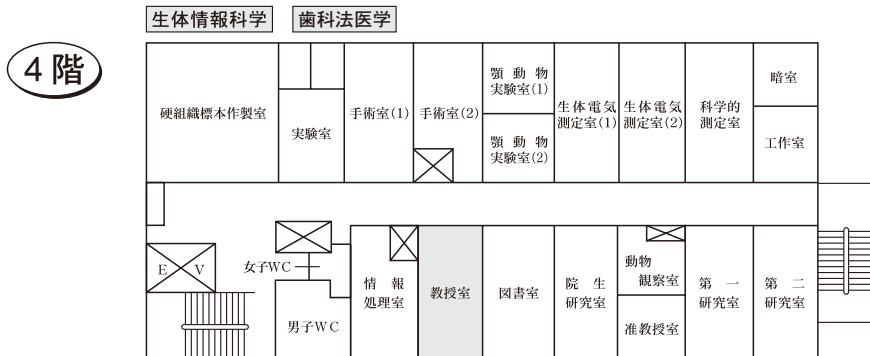 生体情報科学
歯科法医学
4階
硬組織標本作製室
実験室
手術室(1)
手術室(2)
顎動物
実験室(1)
顎動物
実験室(2)
生体電気
測定室(1)
生体電気
測定室(2)
科学的
測定室
暗室
工作室
EV
女子WC
男子WC
情報
処理室
教授室
図書室
院生
研究室
動物
観察室
准教授室
第一
研究室
第二
研究室